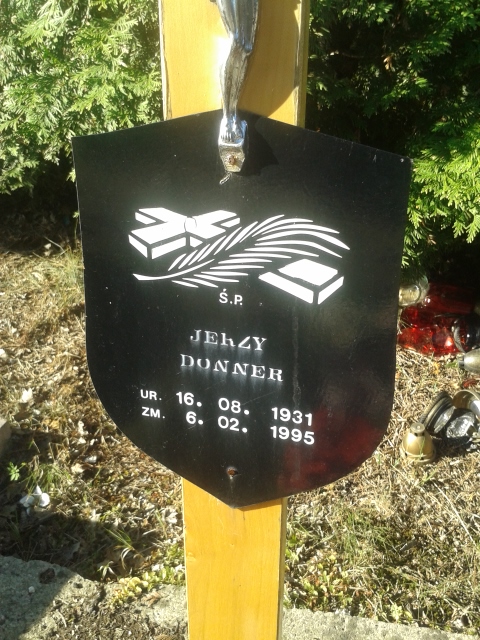 Ś.P.
JERZY
DONNER
UR. 16. 08. 1931
ZM. 6. 02. 1995